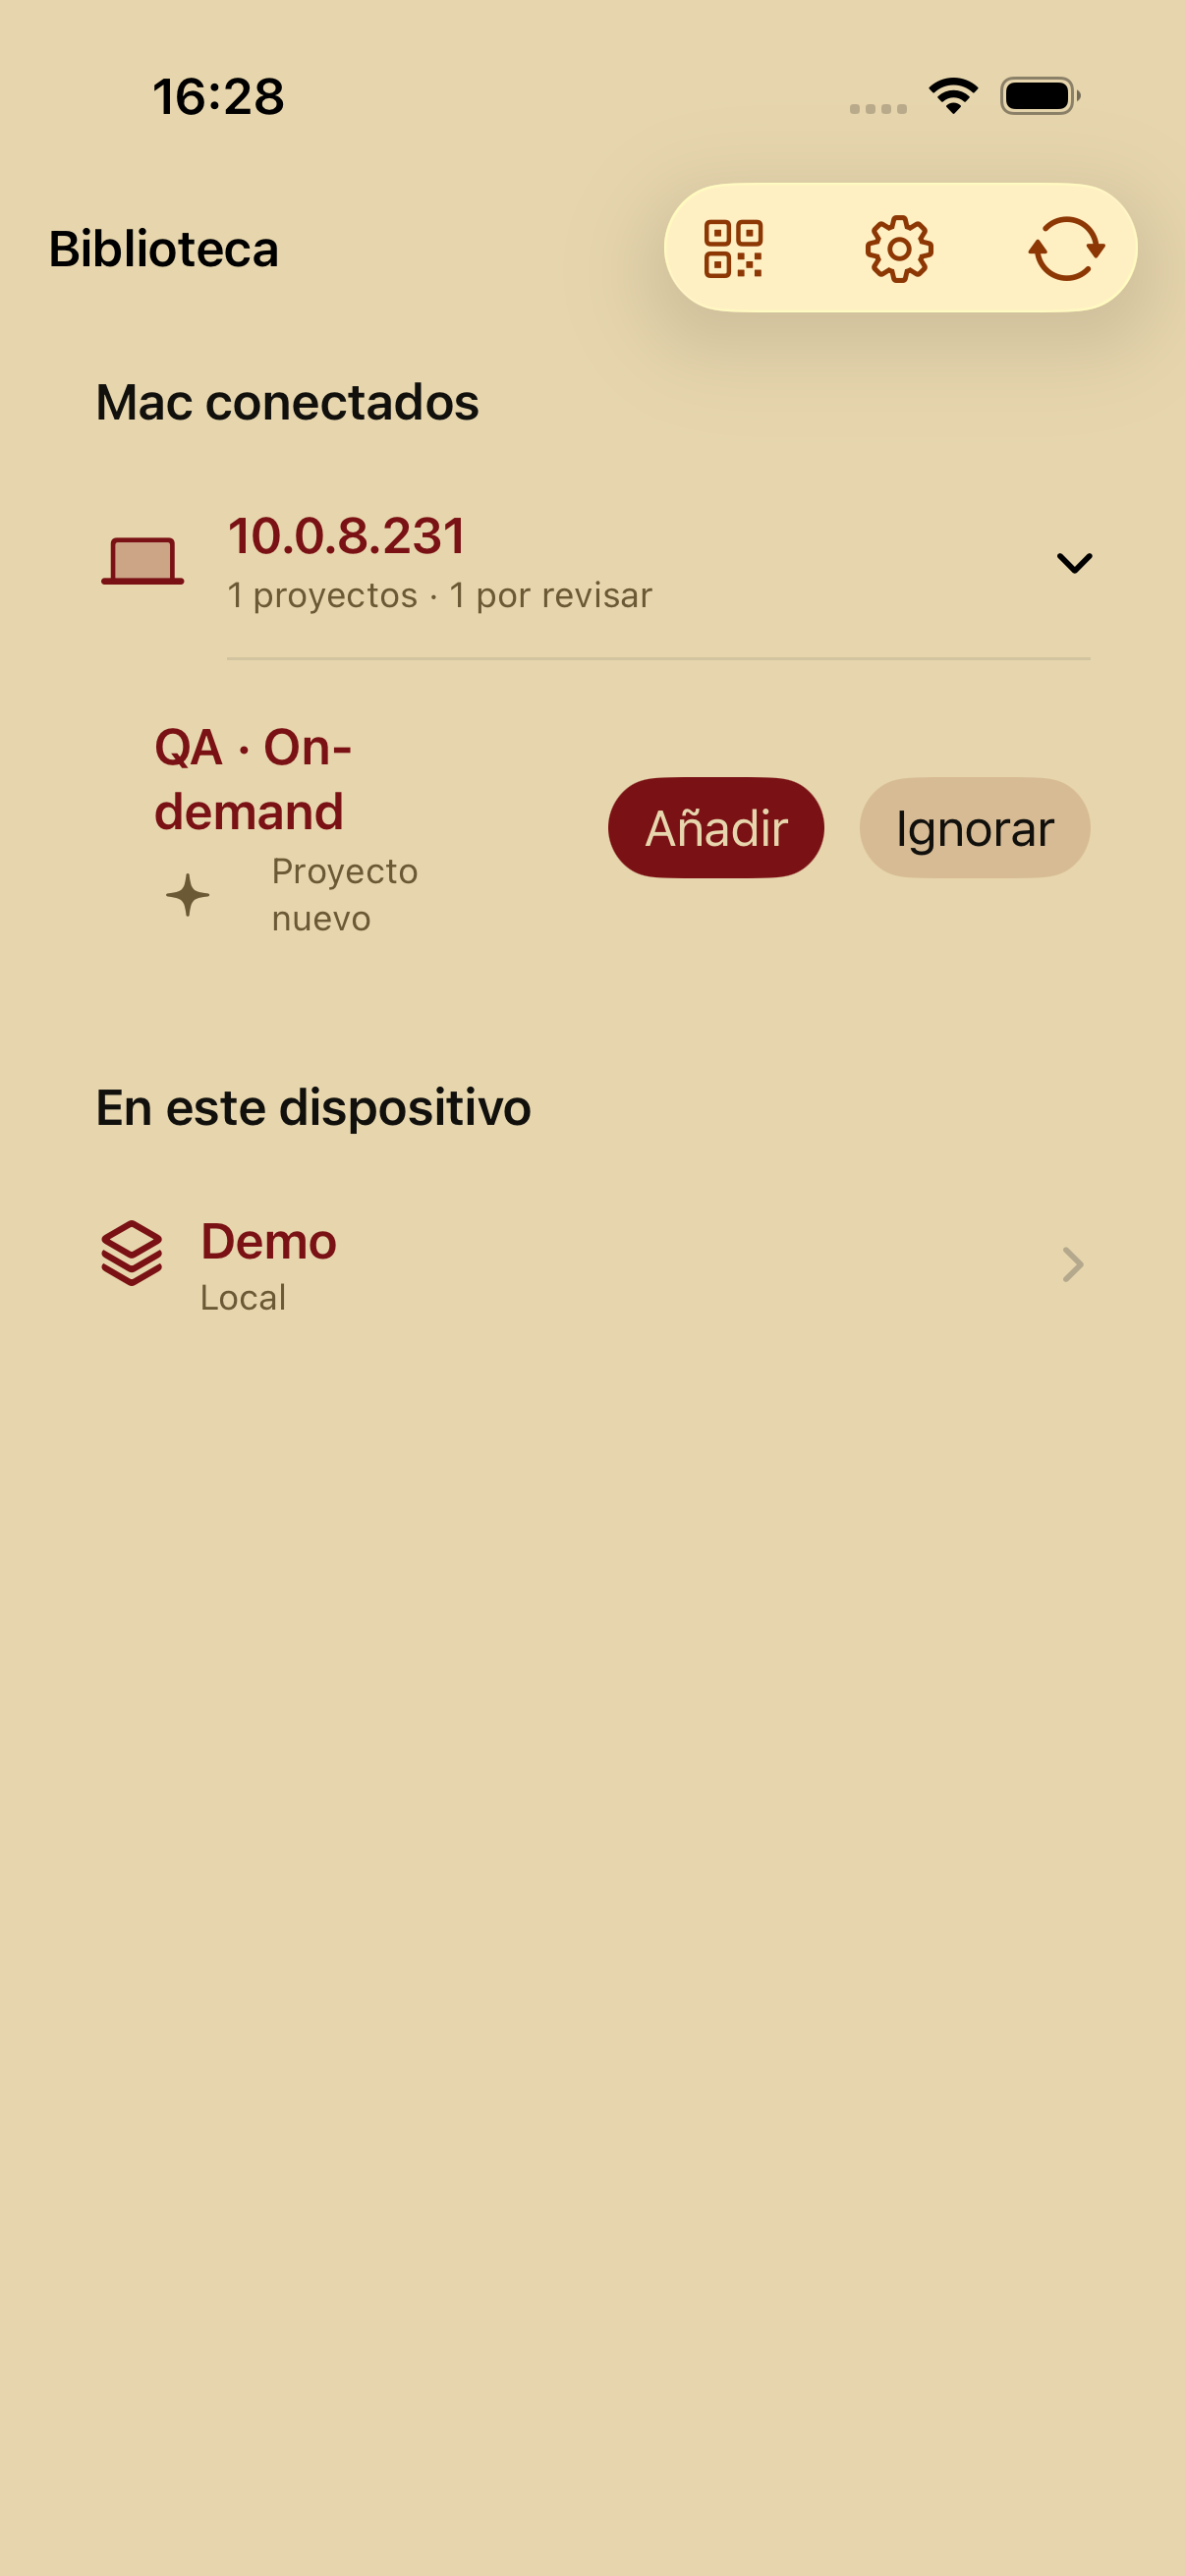 16:28
Biblioteca
Mac conectados
10.0.8.231
1 proyectos · 1 por revisar
QA · On-
demand
Proyecto
nuevo
Añadir
Ignorar
En este dispositivo
Demo
Local